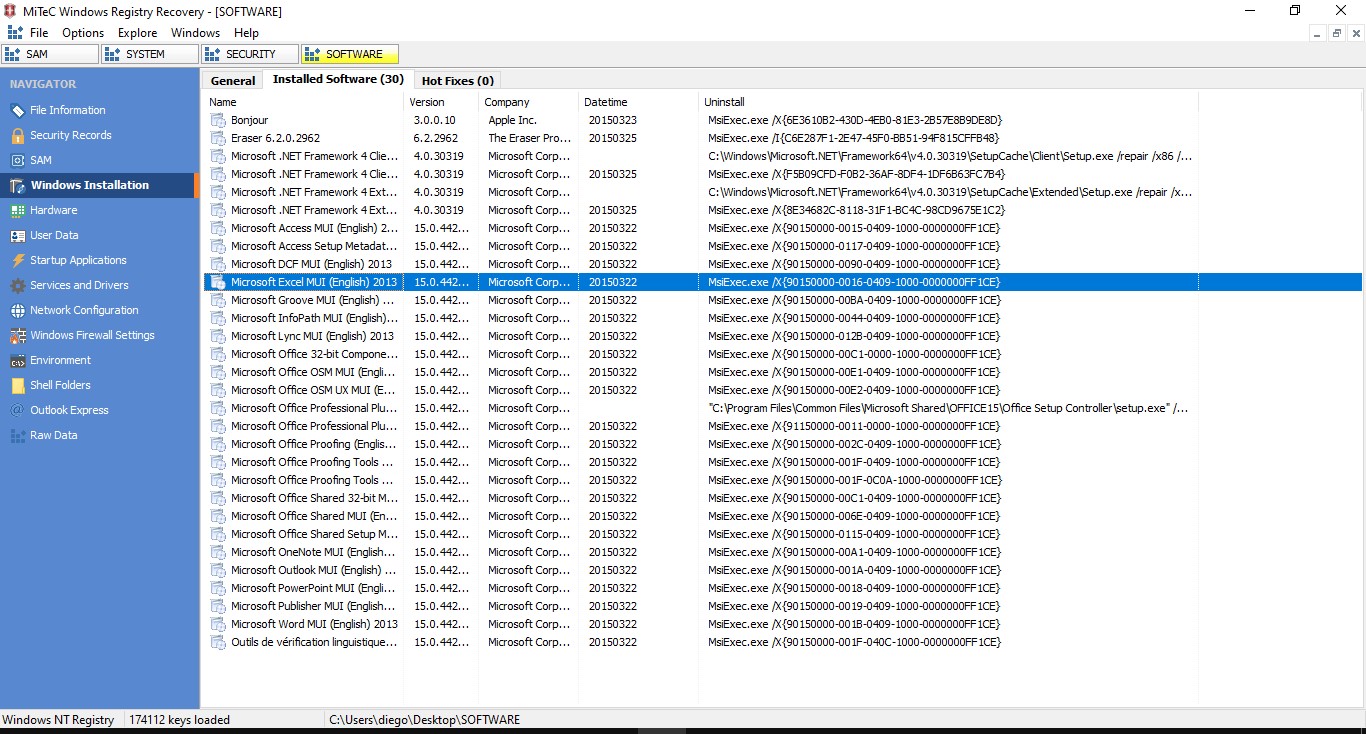 MiTeC Windows Registry Recovery - [SOFTWARE]
File Options Explore Windows Help
SAM SYSTEM SECURITY SOFTWARE
NAVIGATOR
File Information
Security Records
SAM
Windows Installation
Hardware
User Data
Startup Applications
Services and Drivers
Network Configuration
Windows Firewall Settings
Environment
Shell Folders
Outlook Express
Raw Data
General Installed Software (30) Hot Fixes (0)
Name Version Company Datetime Uninstall
Bonjour 3.0.0.10 Apple Inc. 20150323 MsiExec.exe /X{6E3610B2-430D-4EB0-81E3-2B57E8B9DE8D}
Eraser 6.2.0.2962 6.2.2962 The Eraser Pro... 20150325 MsiExec.exe /I{C6E287F1-2E47-45F0-BB51-94F815CFFB48}
Microsoft .NET Framework 4 Clie... 4.0.30319 Microsoft Corp... C:\Windows\Microsoft.NET\Framework64\v4.0.30319\SetupCache\Client\Setup.exe /repair /x86 /...
Microsoft .NET Framework 4 Clie... 4.0.30319 Microsoft Corp... 20150325 MsiExec.exe /X{F5B09CFD-F0B2-36AF-8DF4-1DF6B63FC7B4}
Microsoft .NET Framework 4 Ext... 4.0.30319 Microsoft Corp... C:\Windows\Microsoft.NET\Framework64\v4.0.30319\SetupCache\Extended\Setup.exe /repair /x...
Microsoft .NET Framework 4 Ext... 4.0.30319 Microsoft Corp... 20150325 MsiExec.exe /X{8E34682C-8118-31F1-BC4C-98CD9675E1C2}
Microsoft Access MUI (English) 2... 15.0.442... Microsoft Corp... 20150322 MsiExec.exe /X{90150000-0015-0409-1000-0000000FF1CE}
Microsoft Access Setup Metadat... 15.0.442... Microsoft Corp... 20150322 MsiExec.exe /X{90150000-0117-0409-1000-0000000FF1CE}
Microsoft DCF MUI (English) 2013 15.0.442... Microsoft Corp... 20150322 MsiExec.exe /X{90150000-0090-0409-1000-0000000FF1CE}
Microsoft Excel MUI (English) 2013 15.0.442... Microsoft Corp... 20150322 MsiExec.exe /X{90150000-0016-0409-1000-0000000FF1CE}
Microsoft Groove MUI (English) ... 15.0.442... Microsoft Corp... 20150322 MsiExec.exe /X{90150000-00BA-0409-1000-0000000FF1CE}
Microsoft InfoPath MUI (English)... 15.0.442... Microsoft Corp... 20150322 MsiExec.exe /X{90150000-0044-0409-1000-0000000FF1CE}
Microsoft Lync MUI (English) 2013 15.0.442... Microsoft Corp... 20150322 MsiExec.exe /X{90150000-012B-0409-1000-0000000FF1CE}
Microsoft Office 32-bit Compone... 15.0.442... Microsoft Corp... 20150322 MsiExec.exe /X{90150000-00C1-0000-1000-0000000FF1CE}
Microsoft Office OSM MUI (Engli... 15.0.442... Microsoft Corp... 20150322 MsiExec.exe /X{90150000-00E1-0409-1000-0000000FF1CE}
Microsoft Office OSM UX MUI (E... 15.0.442... Microsoft Corp... 20150322 MsiExec.exe /X{90150000-00E2-0409-1000-0000000FF1CE}
Microsoft Office Professional Plu... 15.0.442... Microsoft Corp... "C:\Program Files\Common Files\Microsoft Shared\OFFICE15\Office Setup Controller\setup.exe" /...
Microsoft Office Professional Plu... 15.0.442... Microsoft Corp... 20150322 MsiExec.exe /X{91150000-0011-0000-1000-0000000FF1CE}
Microsoft Office Proofing (Englis... 15.0.442... Microsoft Corp... 20150322 MsiExec.exe /X{90150000-002C-0409-1000-0000000FF1CE}
Microsoft Office Proofing Tools ... 15.0.442... Microsoft Corp... 20150322 MsiExec.exe /X{90150000-001F-0409-1000-0000000FF1CE}
Microsoft Office Proofing Tools ... 15.0.442... Microsoft Corp... 20150322 MsiExec.exe /X{90150000-001F-0C0A-1000-0000000FF1CE}
Microsoft Office Shared 32-bit M... 15.0.442... Microsoft Corp... 20150322 MsiExec.exe /X{90150000-00C1-0409-1000-0000000FF1CE}
Microsoft Office Shared MUI (En... 15.0.442... Microsoft Corp... 20150322 MsiExec.exe /X{90150000-006E-0409-1000-0000000FF1CE}
Microsoft Office Shared Setup M... 15.0.442... Microsoft Corp... 20150322 MsiExec.exe /X{90150000-0115-0409-1000-0000000FF1CE}
Microsoft OneNote MUI (English... 15.0.442... Microsoft Corp... 20150322 MsiExec.exe /X{90150000-00A1-0409-1000-0000000FF1CE}
Microsoft Outlook MUI (English) ... 15.0.442... Microsoft Corp... 20150322 MsiExec.exe /X{90150000-001A-0409-1000-0000000FF1CE}
Microsoft PowerPoint MUI (Engli... 15.0.442... Microsoft Corp... 20150322 MsiExec.exe /X{90150000-0018-0409-1000-0000000FF1CE}
Microsoft Publisher MUI (English... 15.0.442... Microsoft Corp... 20150322 MsiExec.exe /X{90150000-0019-0409-1000-0000000FF1CE}
Microsoft Word MUI (English) 2013 15.0.442... Microsoft Corp... 20150322 MsiExec.exe /X{90150000-001B-0409-1000-0000000FF1CE}
Outils de vérification linguistique... 15.0.442... Microsoft Corp... 20150322 MsiExec.exe /X{90150000-001F-040C-1000-0000000FF1CE}
Windows NT Registry 174112 keys loaded C:\Users\diego\Desktop\SOFTWARE